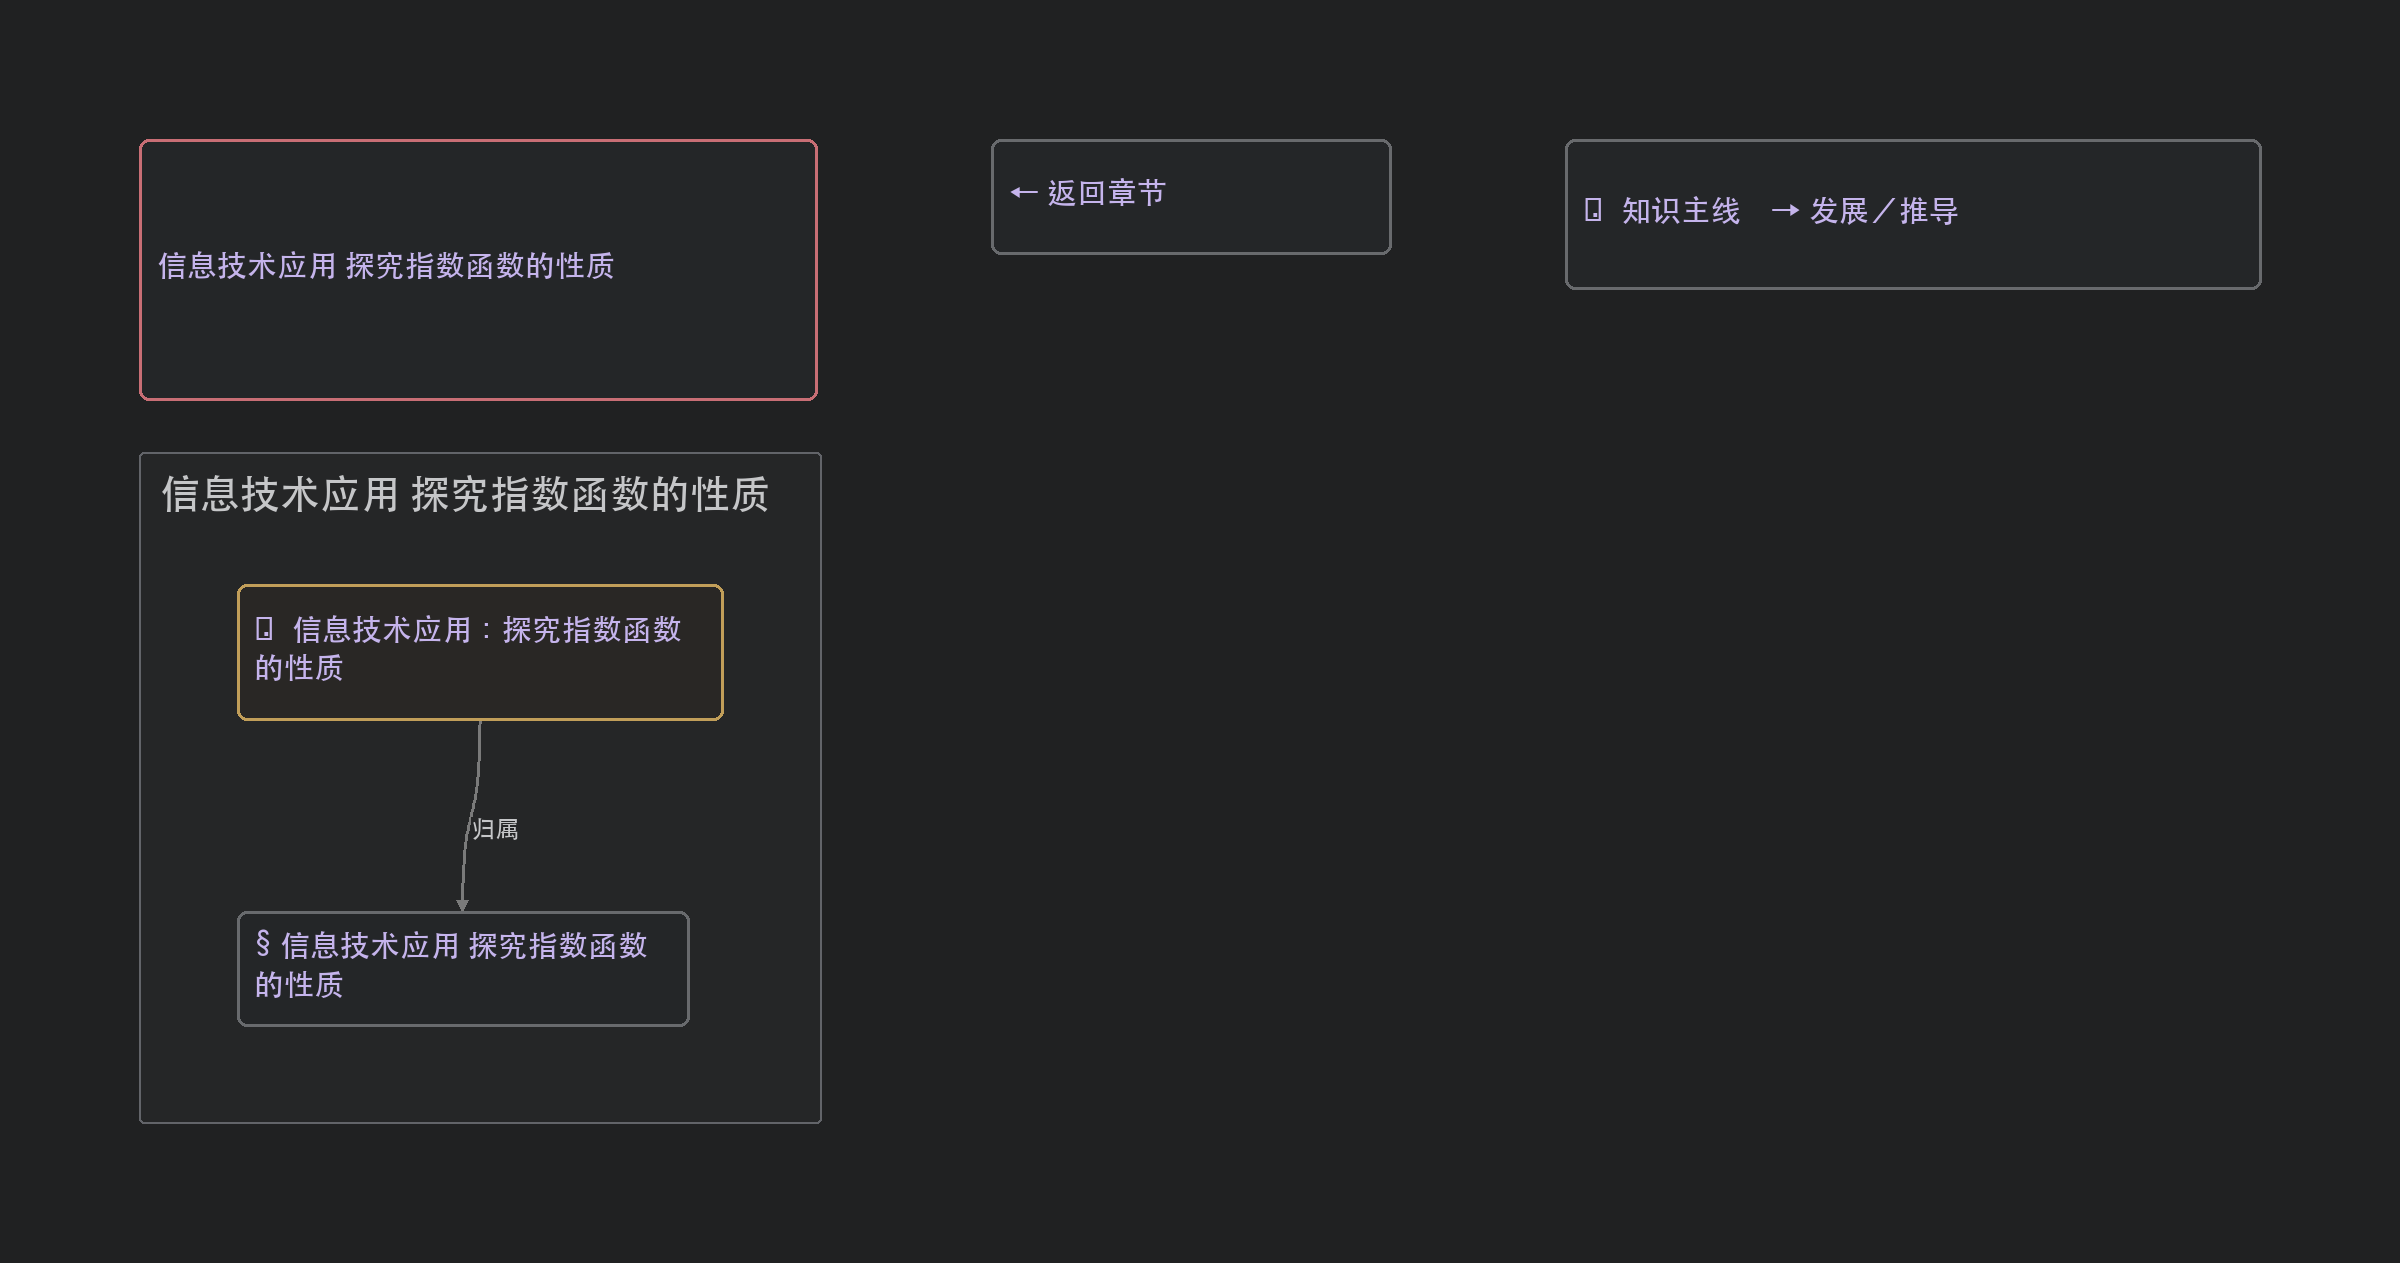 信息技术应用 探究指数函数的性质
← 返回章节
知识主线 → 发展／推导
信息技术应用 探究指数函数的性质
信息技术应用：探究指数函数
的性质
归属
§ 信息技术应用 探究指数函数
的性质